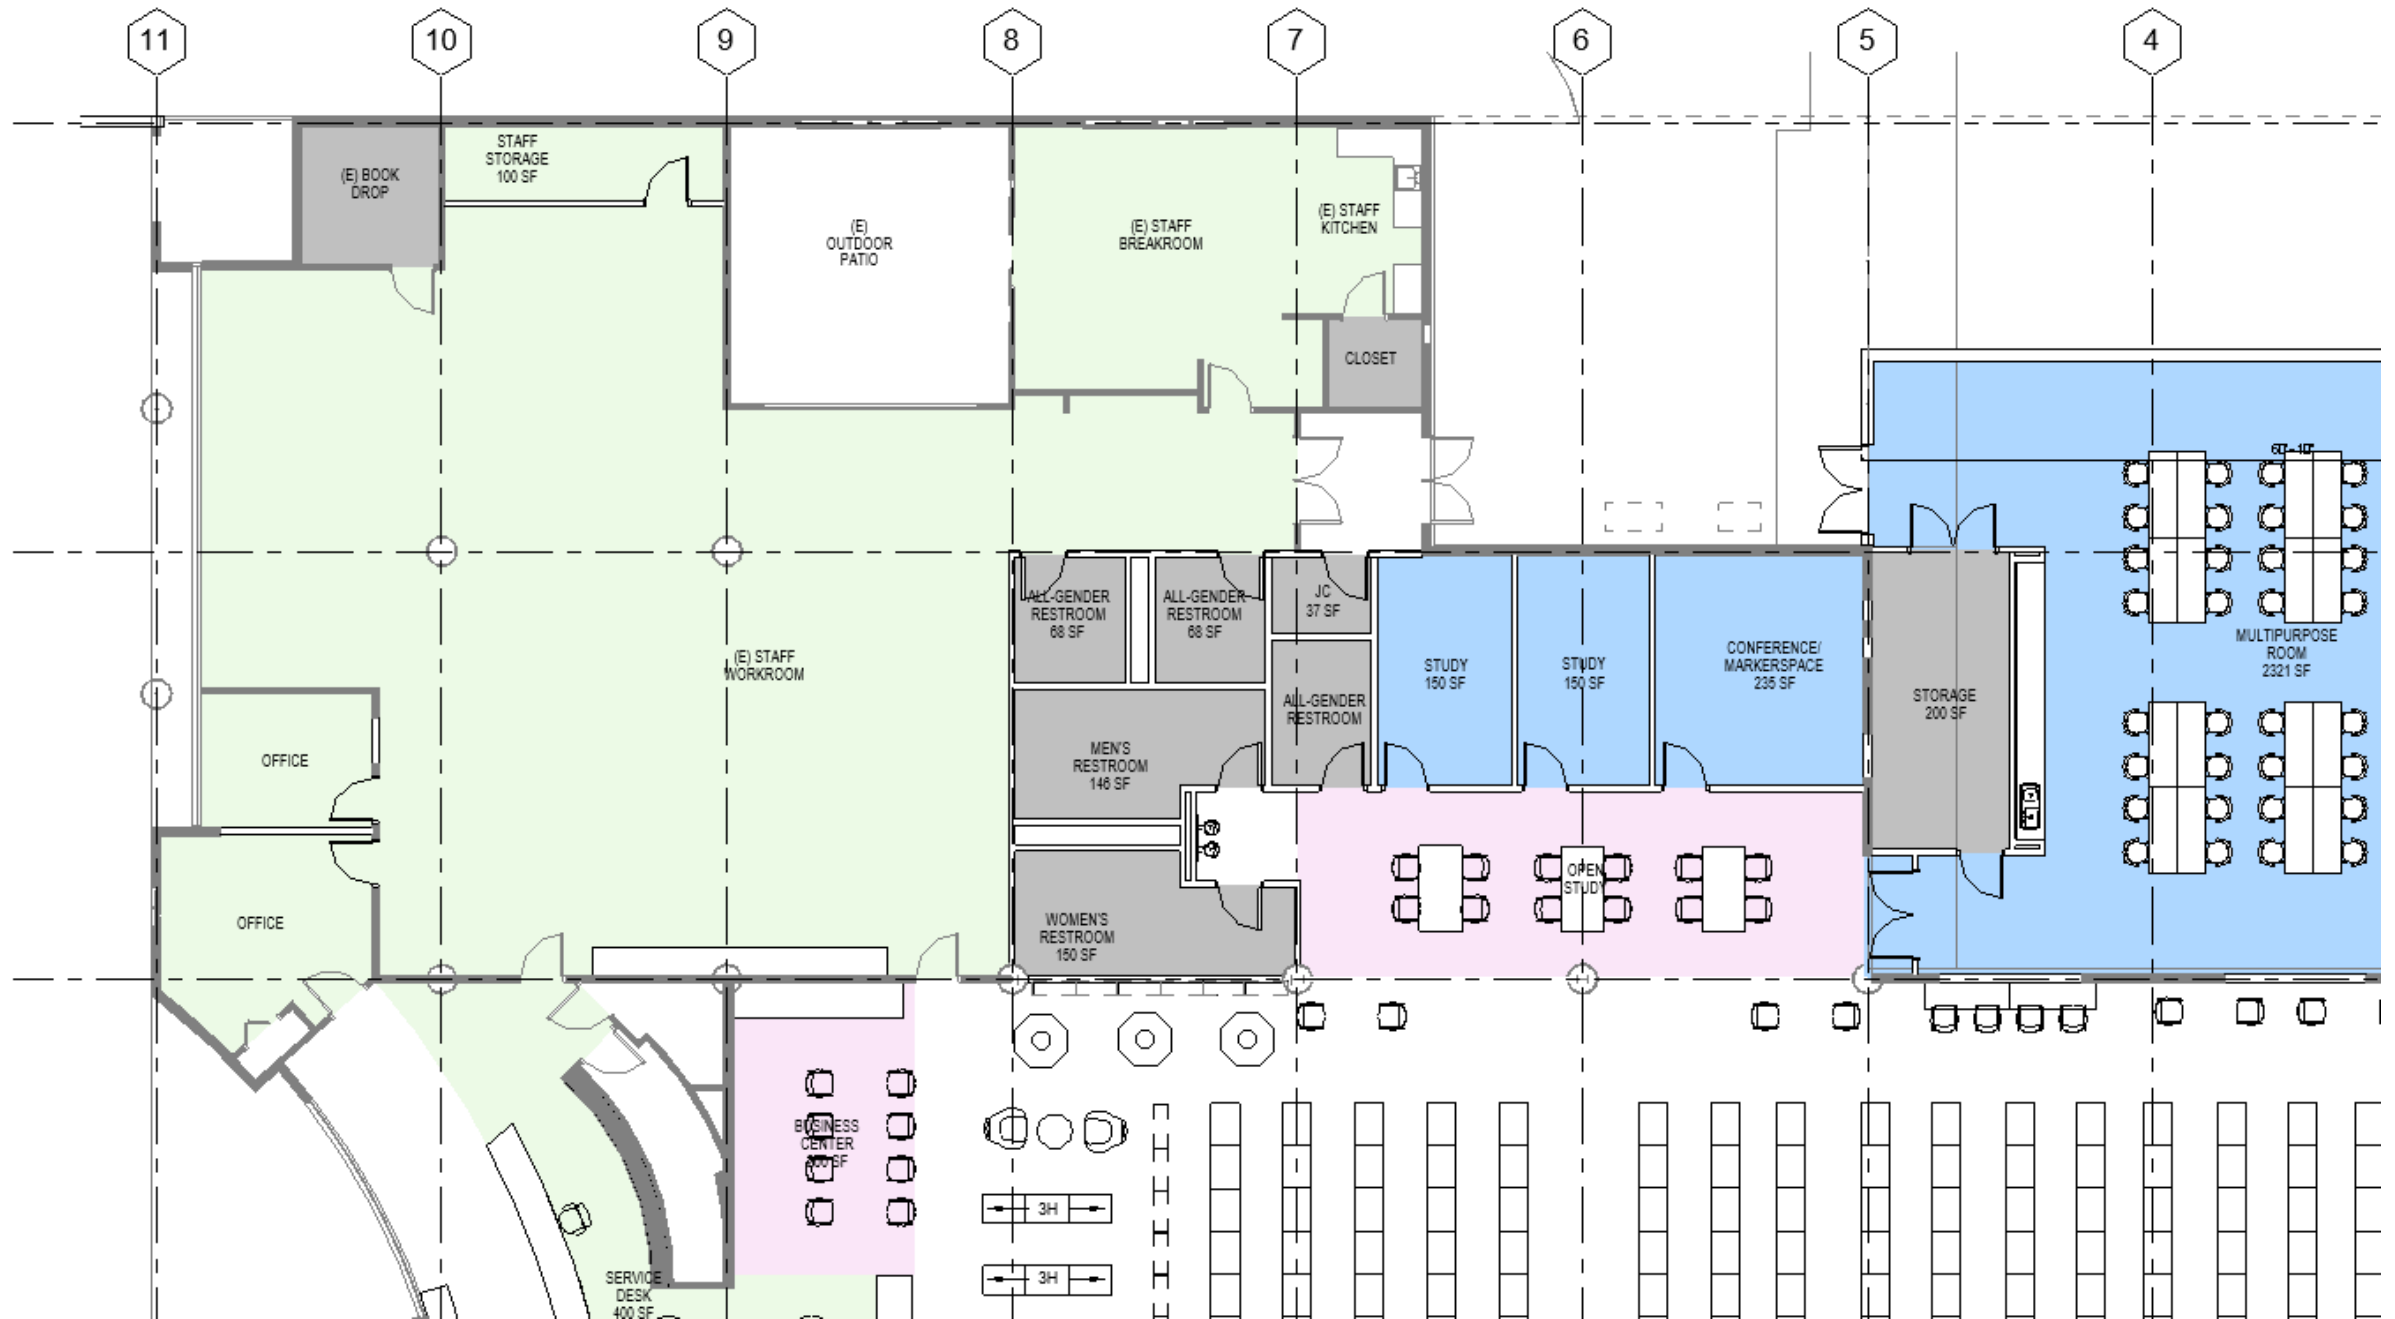 11
10
9
8
7
6
5
4
STAFF
STORAGE
100 SF
(E) BOOK
DROP
(E)
OUTDOOR
PATIO
(E) STAFF
BREAKROOM
(E) STAFF
KITCHEN
CLOSET
ALL-GENDER
RESTROOM
68 SF
ALL-GENDER
RESTROOM
68 SF
JC
37 SF
(E) STAFF
WORKROOM
STUDY
150 SF
STUDY
150 SF
CONFERENCE/
MARKERSPACE
235 SF
MULTIPURPOSE
ROOM
2321 SF
STORAGE
200 SF
ALL-GENDER
RESTROOM
OFFICE
MEN'S
RESTROOM
146 SF
OPEN
STUDY
OFFICE
WOMEN'S
RESTROOM
150 SF
BUSINESS
CENTER
SF
3H
3H
SERVICE
DESK
400 SF